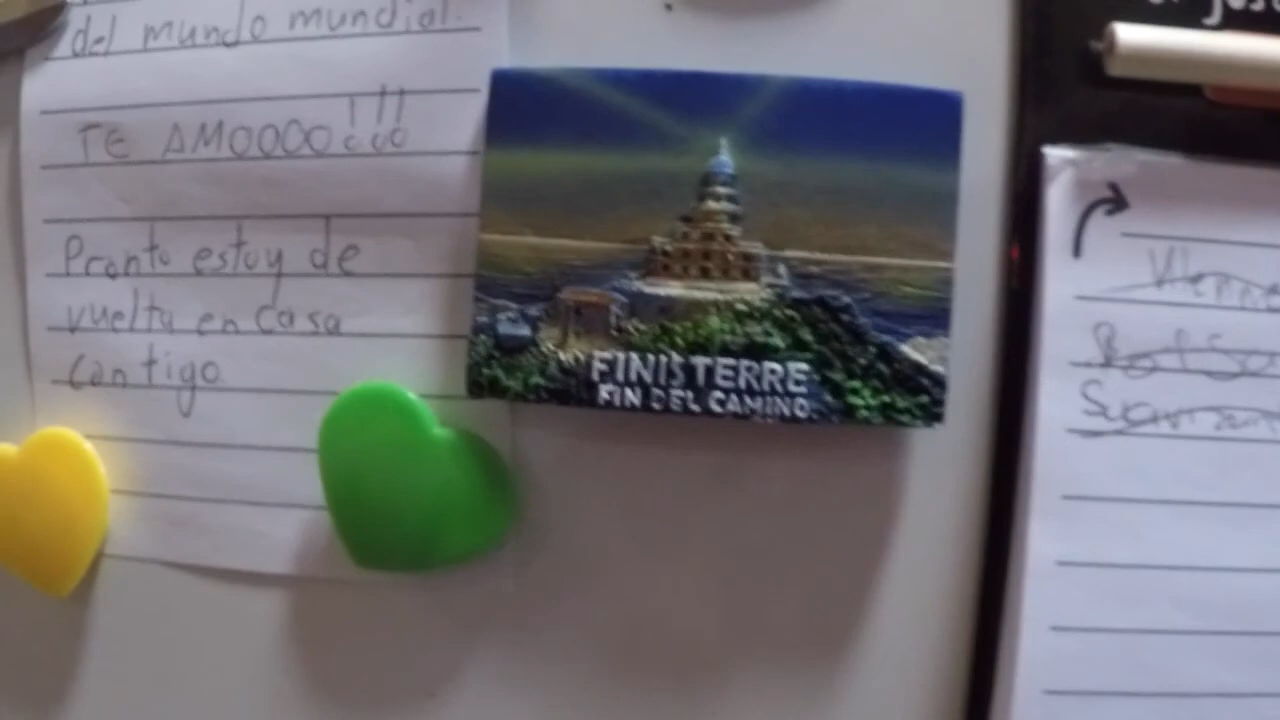 del mundo mundial.
TE AMOOOO¡¡¡!!!
Pronto estoy de
vuelta en casa
contigo
FINISTERRE
FIN DEL CAMINO.